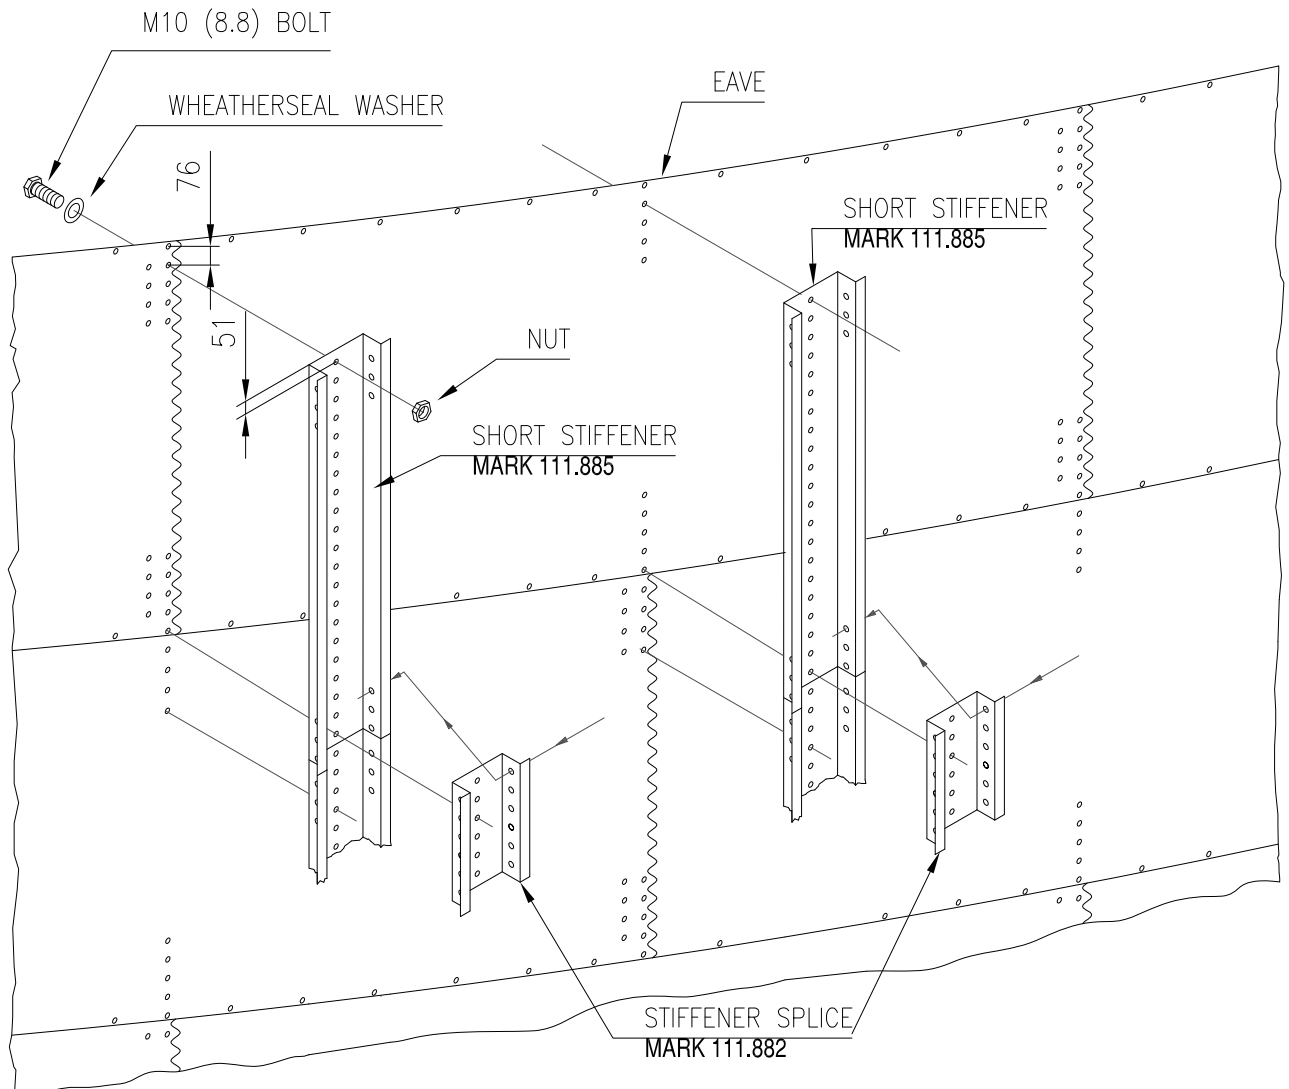 M10 (8.8) BOLT
EAVE
WHEATHERSEAL WASHER
76
SHORT STIFFENER
MARK 111.885
51
NUT
SHORT STIFFENER
MARK 111.885
STIFFENER SPLICE
MARK 111.882